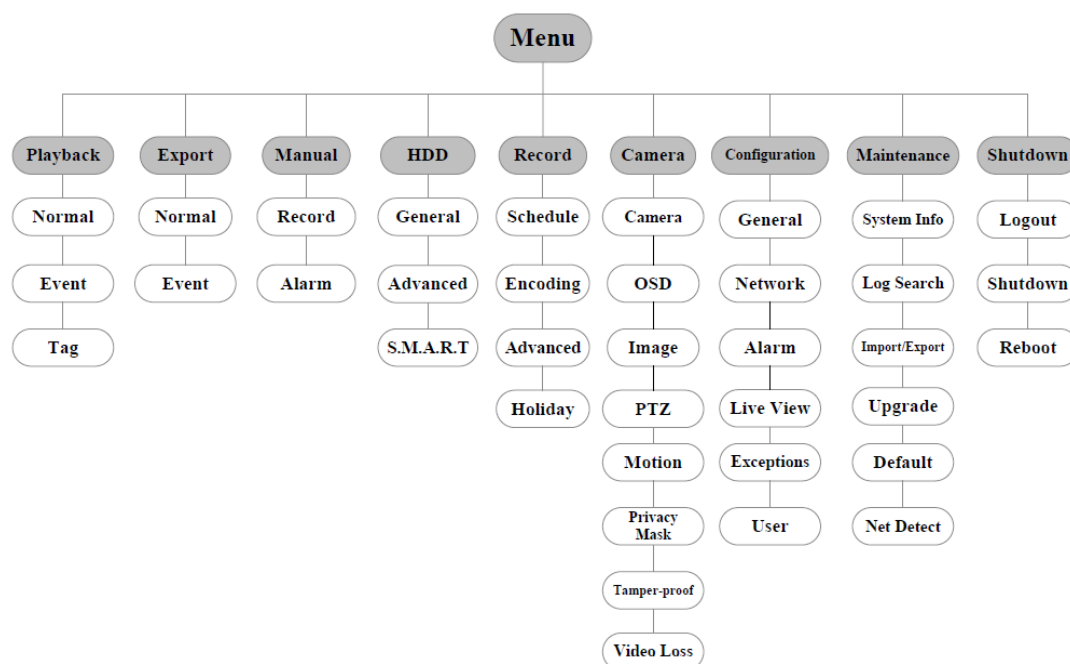 Menu
Playback
Export
Manual
HDD
Record
Camera
Configuration
Maintenance
Shutdown
Normal
Normal
Record
General
Schedule
Camera
General
System Info
Logout
Event
Event
Alarm
Advanced
Encoding
OSD
Network
Log Search
Shutdown
Tag
S.M.A.R.T
Advanced
Image
Alarm
Import/Export
Reboot
Holiday
PTZ
Live View
Upgrade
Motion
Exceptions
Default
Privacy
Mask
User
Net Detect
Tamper-proof
Video Loss